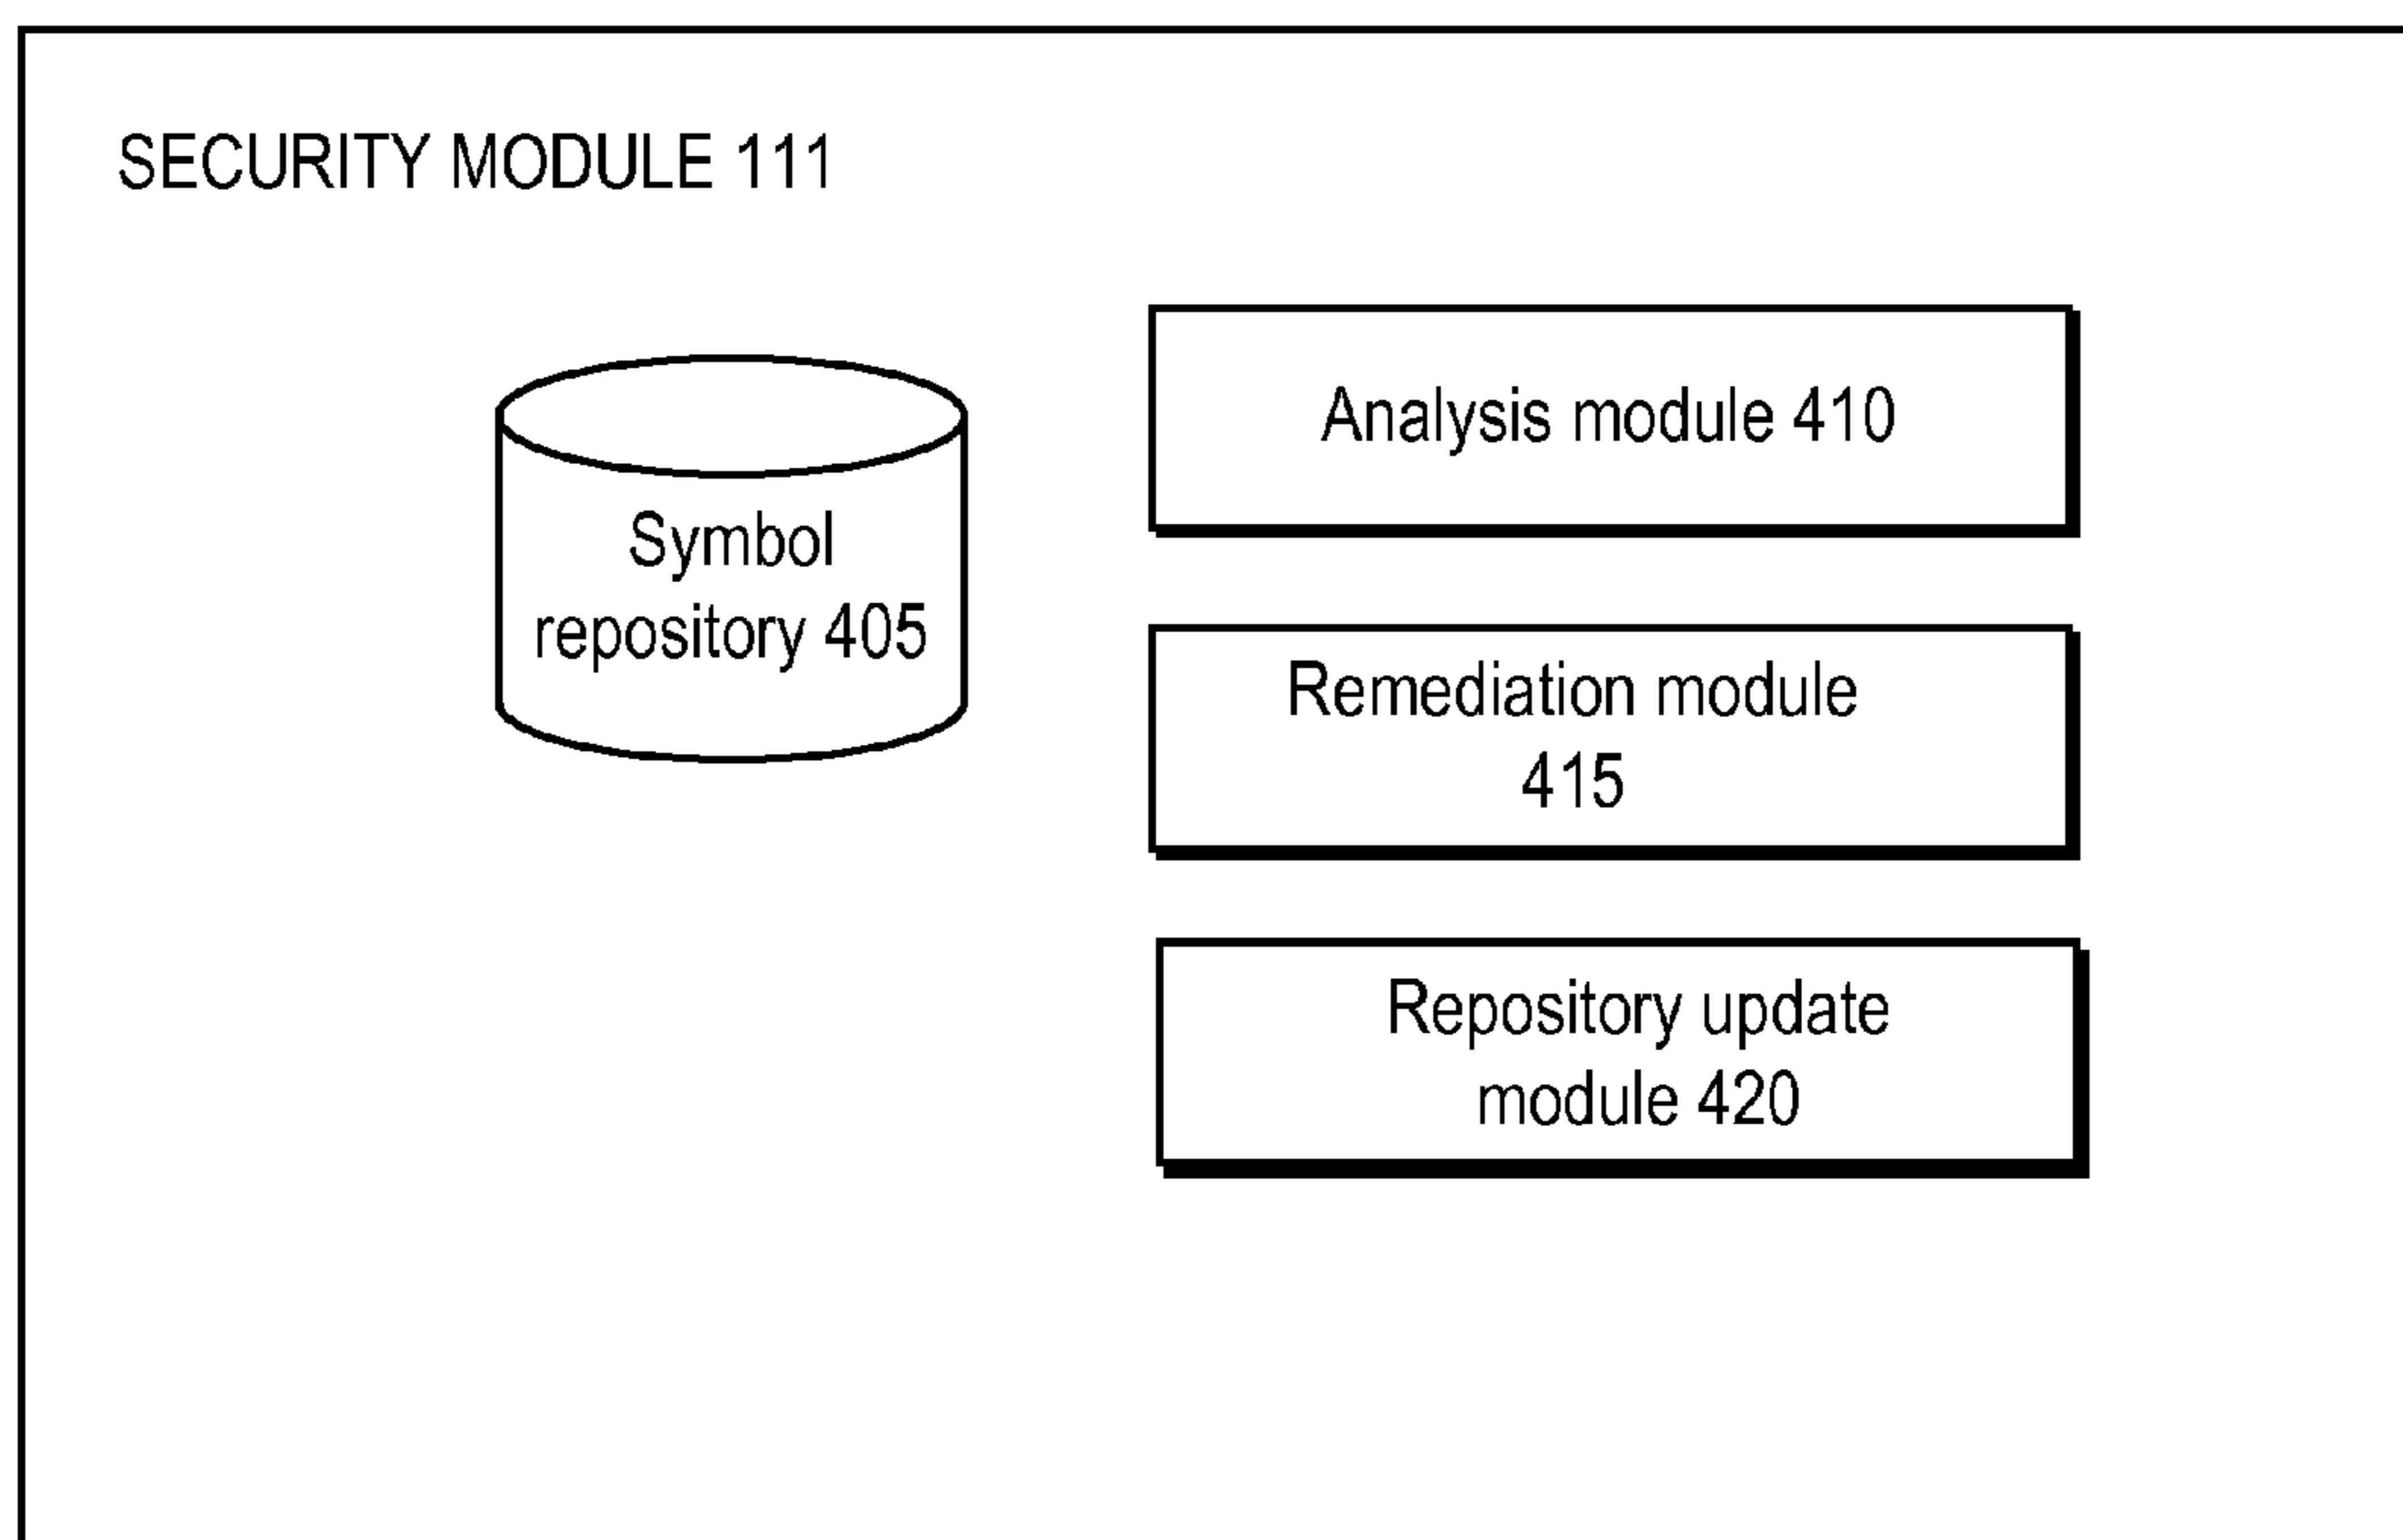 SECURITY MODULE 111
Symbol
repository 405
Analysis module 410
Remediation module
415
Repository update
module 420